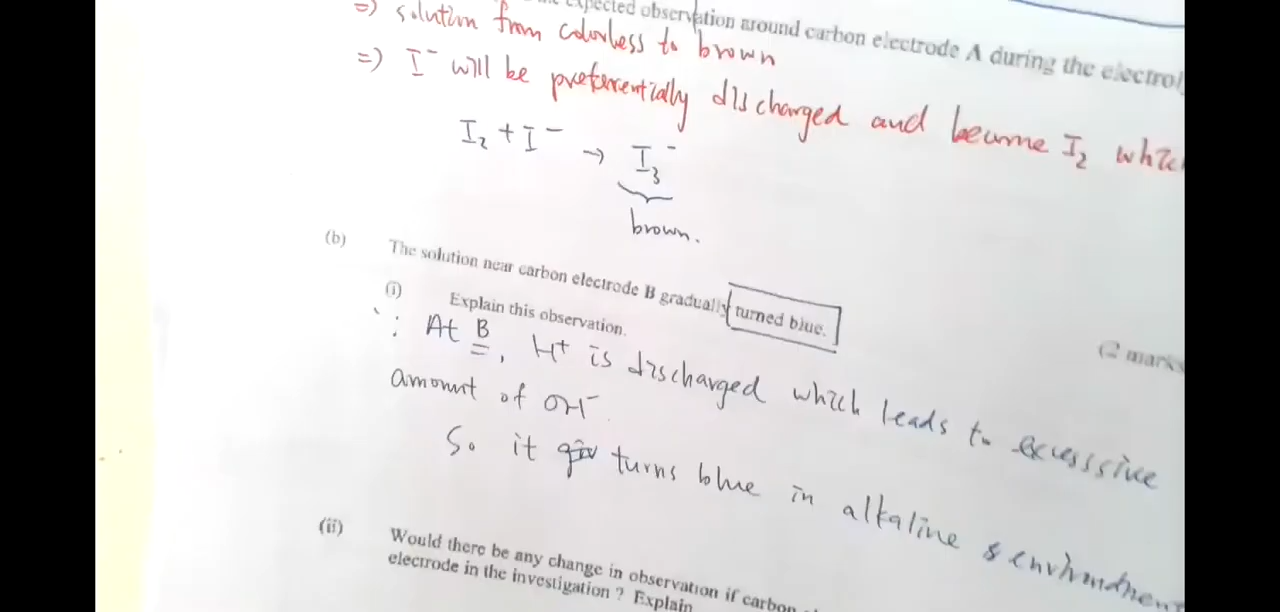 expected observation around carbon electrode A during the electrol
=) solution from colorless to brown
=) I⁻ will be preferentially discharged and become I₂ which
I₂ + I⁻ → I₃⁻
brown.
(b) The solution near carbon electrode B gradually turned blue.
(i) Explain this observation.
(2 marks
∵ At B, H⁺ is discharged which leads to excesssive
amount of OH⁻.
So it turns blue in alkaline environment
(ii) Would there be any change in observation if carbon
electrode in the investigation ? Explain